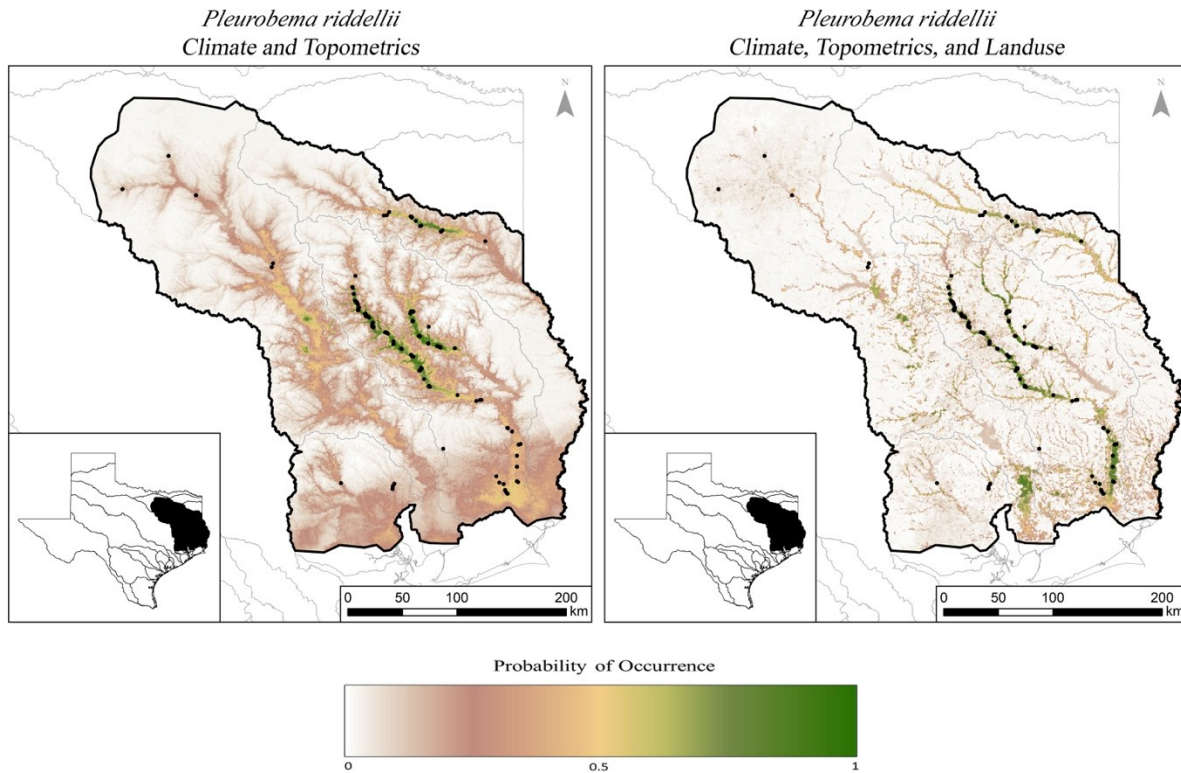 Pleurobema riddellii
Climate and Topometrics
Pleurobema riddellii
Climate, Topometrics, and Landuse
N
N
0 50 100 200
km
0 50 100 200
km
Probability of Occurrence
0 0.5 1